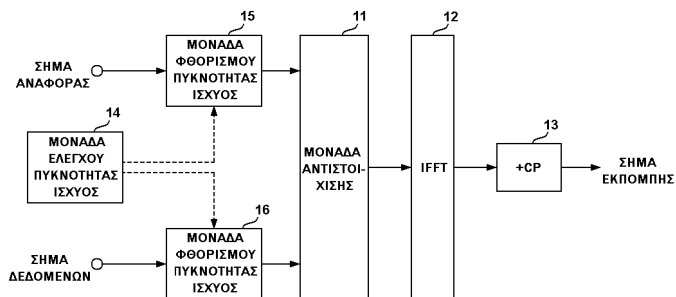 15
ΜΟΝΑΔΑ
ΦΘΟΡΙΣΜΟΥ
ΠΥΚΝΟΤΗΤΑΣ
ΙΣΧΥΟΣ
ΣΗΜΑ
ΑΝΑΦΟΡΑΣ
14
ΜΟΝΑΔΑ
ΕΛΕΓΧΟΥ
ΠΥΚΝΟΤΗΤΑΣ
ΙΣΧΥΟΣ
16
ΜΟΝΑΔΑ
ΦΘΟΡΙΣΜΟΥ
ΠΥΚΝΟΤΗΤΑΣ
ΙΣΧΥΟΣ
ΣΗΜΑ
ΔΕΔΟΜΕΝΩΝ
11
ΜΟΝΑΔΑ
ΑΝΤΙΣΤΟΙ-
ΧΙΣΗΣ
12
IFFT
13
+CP
ΣΗΜΑ
ΕΚΠΟΜΠΗΣ